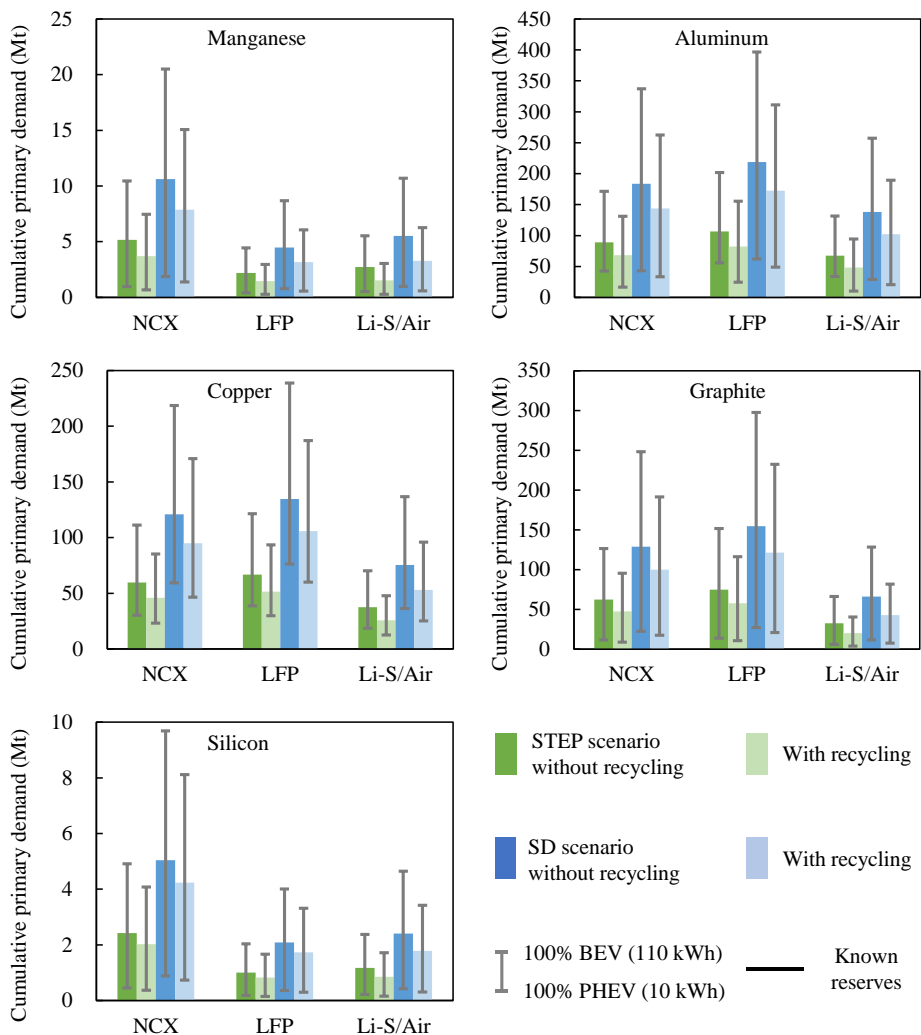 Manganese
Cumulative primary demand (Mt)
25
20
15
10
5
0
NCX LFP Li-S/Air
Aluminum
Cumulative primary demand (Mt)
450
400
350
300
250
200
150
100
50
0
NCX LFP Li-S/Air
Copper
Cumulative primary demand (Mt)
250
200
150
100
50
0
NCX LFP Li-S/Air
Graphite
Cumulative primary demand (Mt)
350
300
250
200
150
100
50
0
NCX LFP Li-S/Air
Silicon
Cumulative primary demand (Mt)
10
8
6
4
2
0
NCX LFP Li-S/Air
STEP scenario
without recycling
With recycling
SD scenario
without recycling
With recycling
100% BEV (110 kWh)
100% PHEV (10 kWh)
Known
reserves